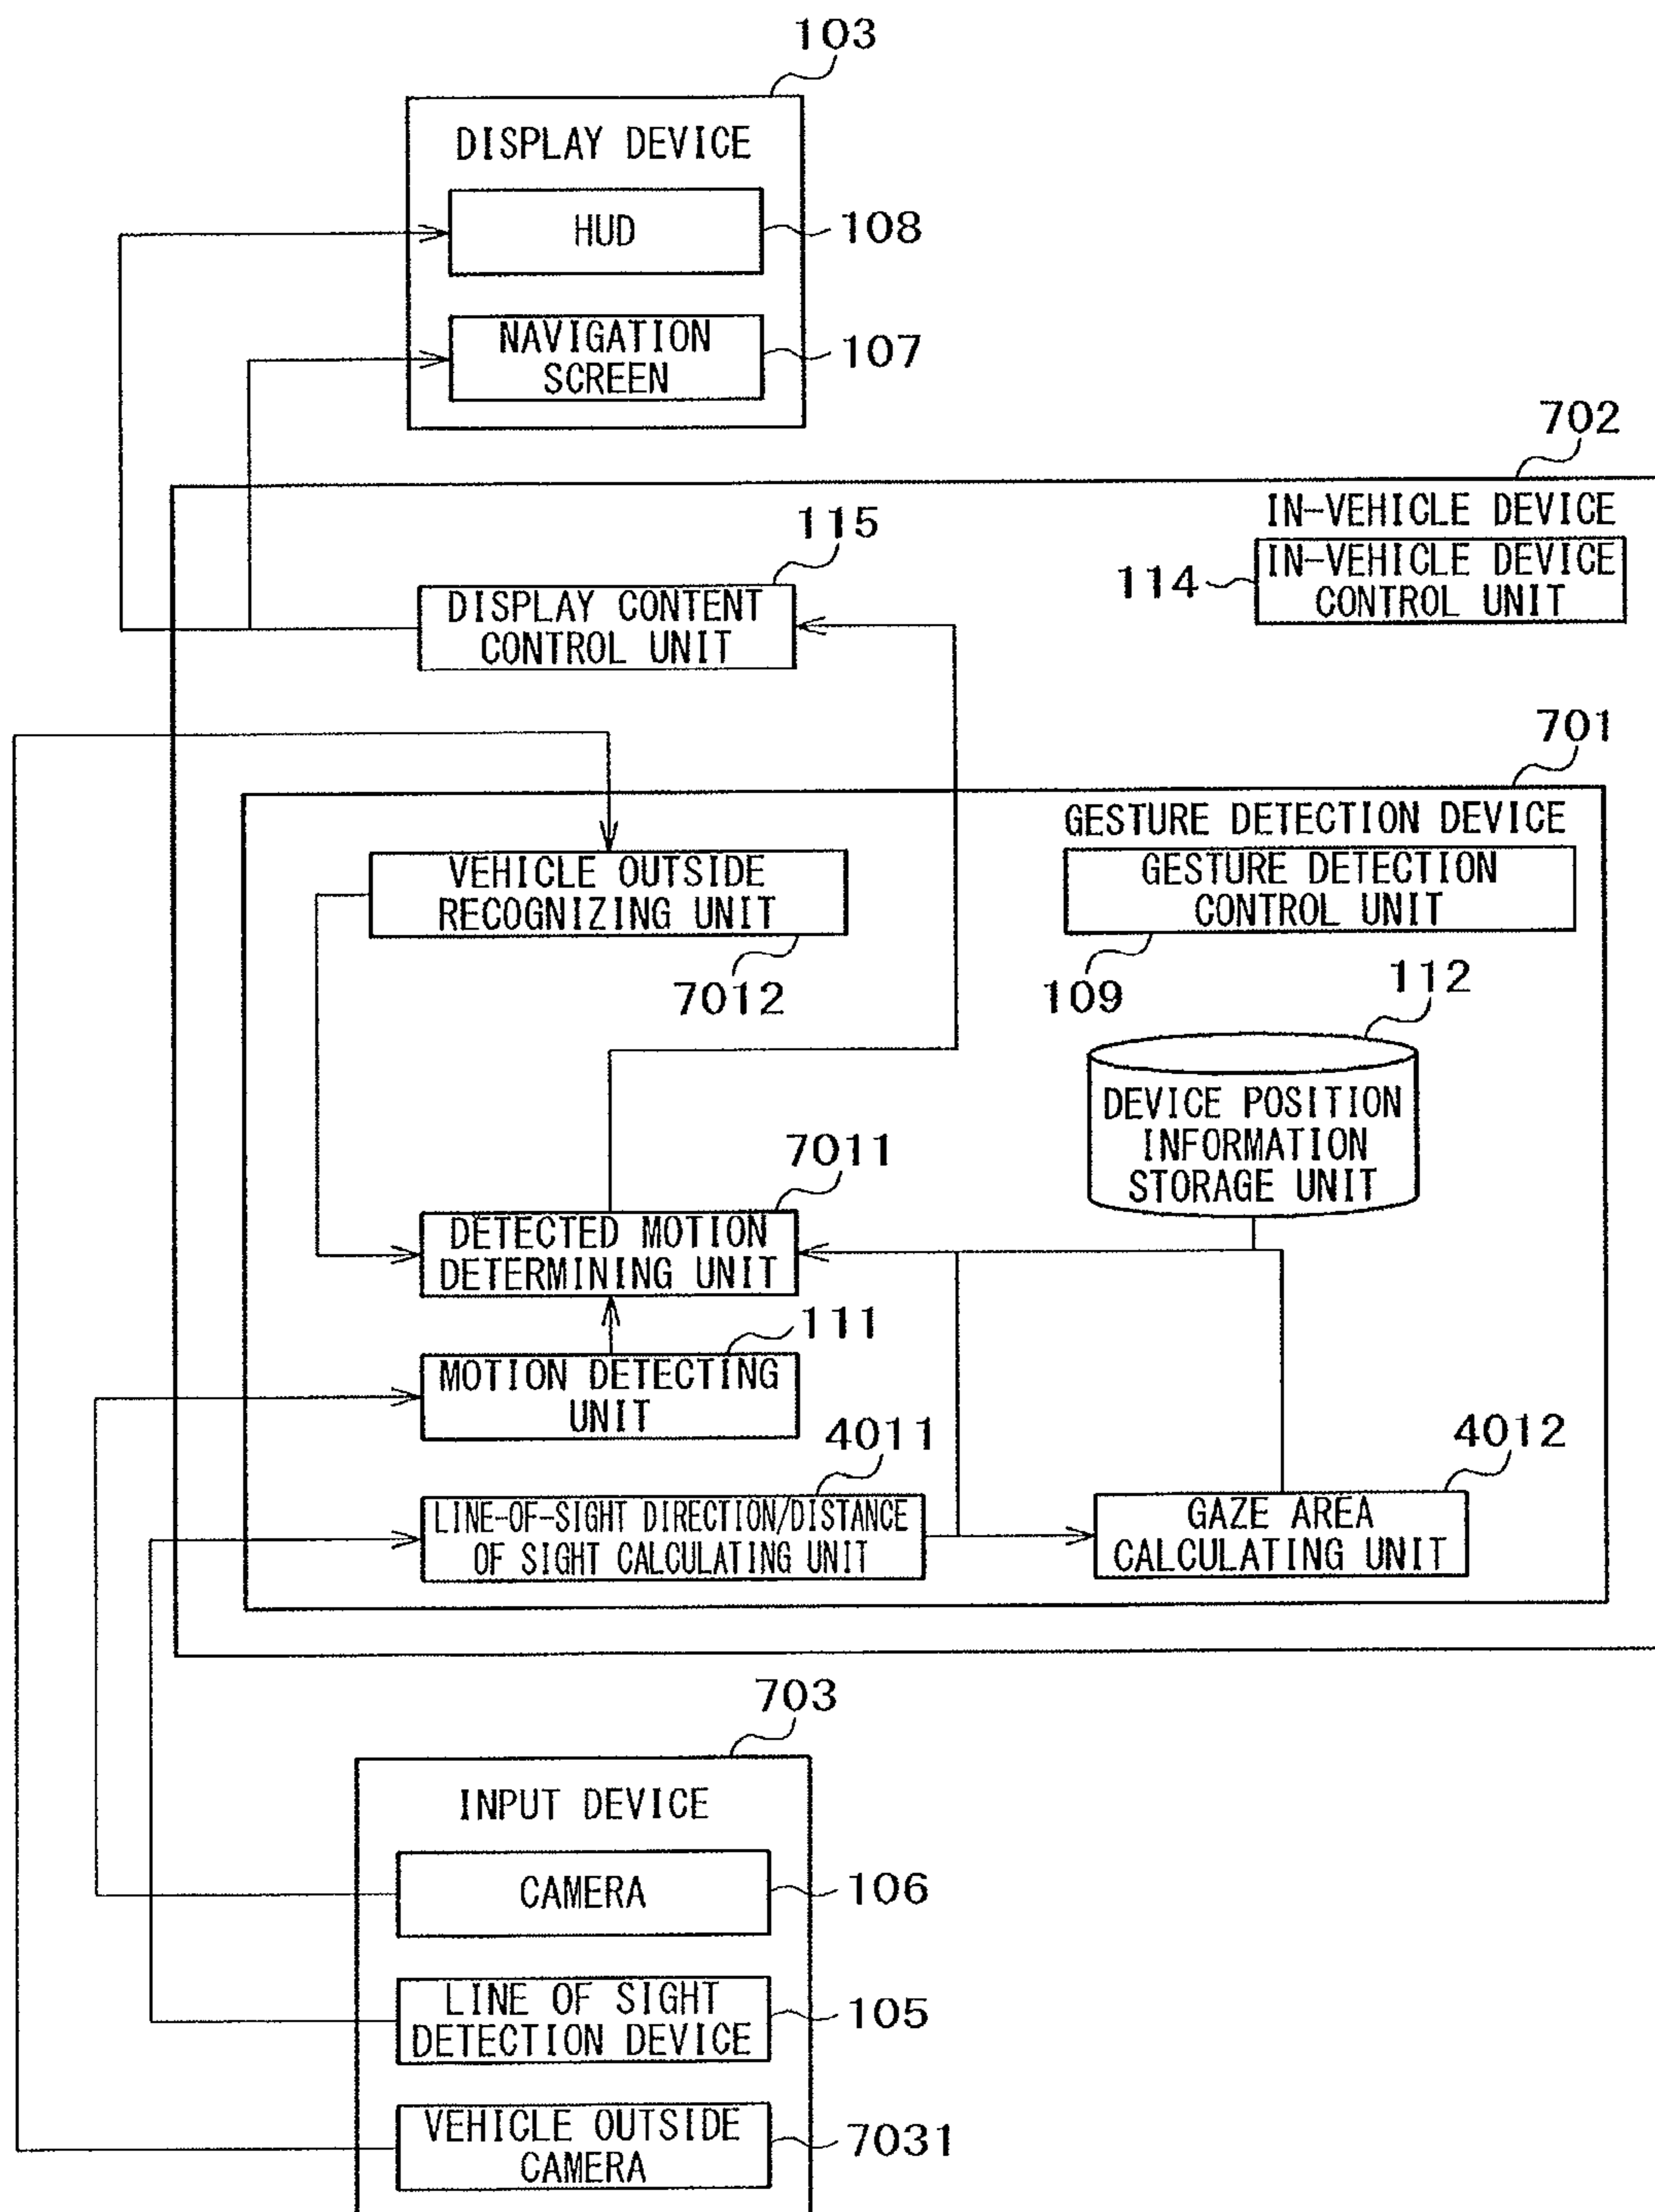 103
DISPLAY DEVICE
HUD
108
NAVIGATION
SCREEN
107
702
IN-VEHICLE DEVICE
IN-VEHICLE DEVICE
CONTROL UNIT
114
115
DISPLAY CONTENT
CONTROL UNIT
701
GESTURE DETECTION DEVICE
GESTURE DETECTION
CONTROL UNIT
109
VEHICLE OUTSIDE
RECOGNIZING UNIT
7012
112
DEVICE POSITION
INFORMATION
STORAGE UNIT
7011
DETECTED MOTION
DETERMINING UNIT
111
MOTION DETECTING
UNIT
4011
LINE-OF-SIGHT DIRECTION/DISTANCE
OF SIGHT CALCULATING UNIT
4012
GAZE AREA
CALCULATING UNIT
703
INPUT DEVICE
CAMERA
106
LINE OF SIGHT
DETECTION DEVICE
105
VEHICLE OUTSIDE
CAMERA
7031